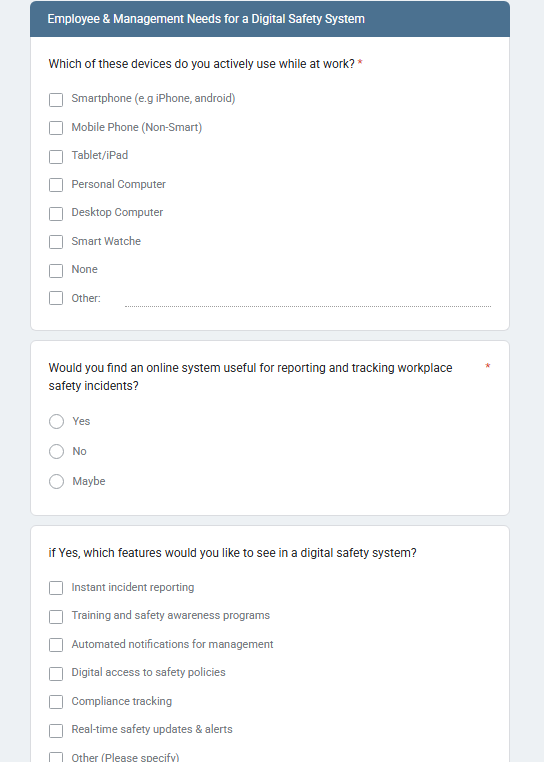 Employee & Management Needs for a Digital Safety System
Which of these devices do you actively use while at work? *
Smartphone (e.g iPhone, android)
Mobile Phone (Non-Smart)
Tablet/iPad
Personal Computer
Desktop Computer
Smart Watche
None
Other:
Would you find an online system useful for reporting and tracking workplace *
safety incidents?
Yes
No
Maybe
if Yes, which features would you like to see in a digital safety system?
Instant incident reporting
Training and safety awareness programs
Automated notifications for management
Digital access to safety policies
Compliance tracking
Real-time safety updates & alerts
Other (Please specify)